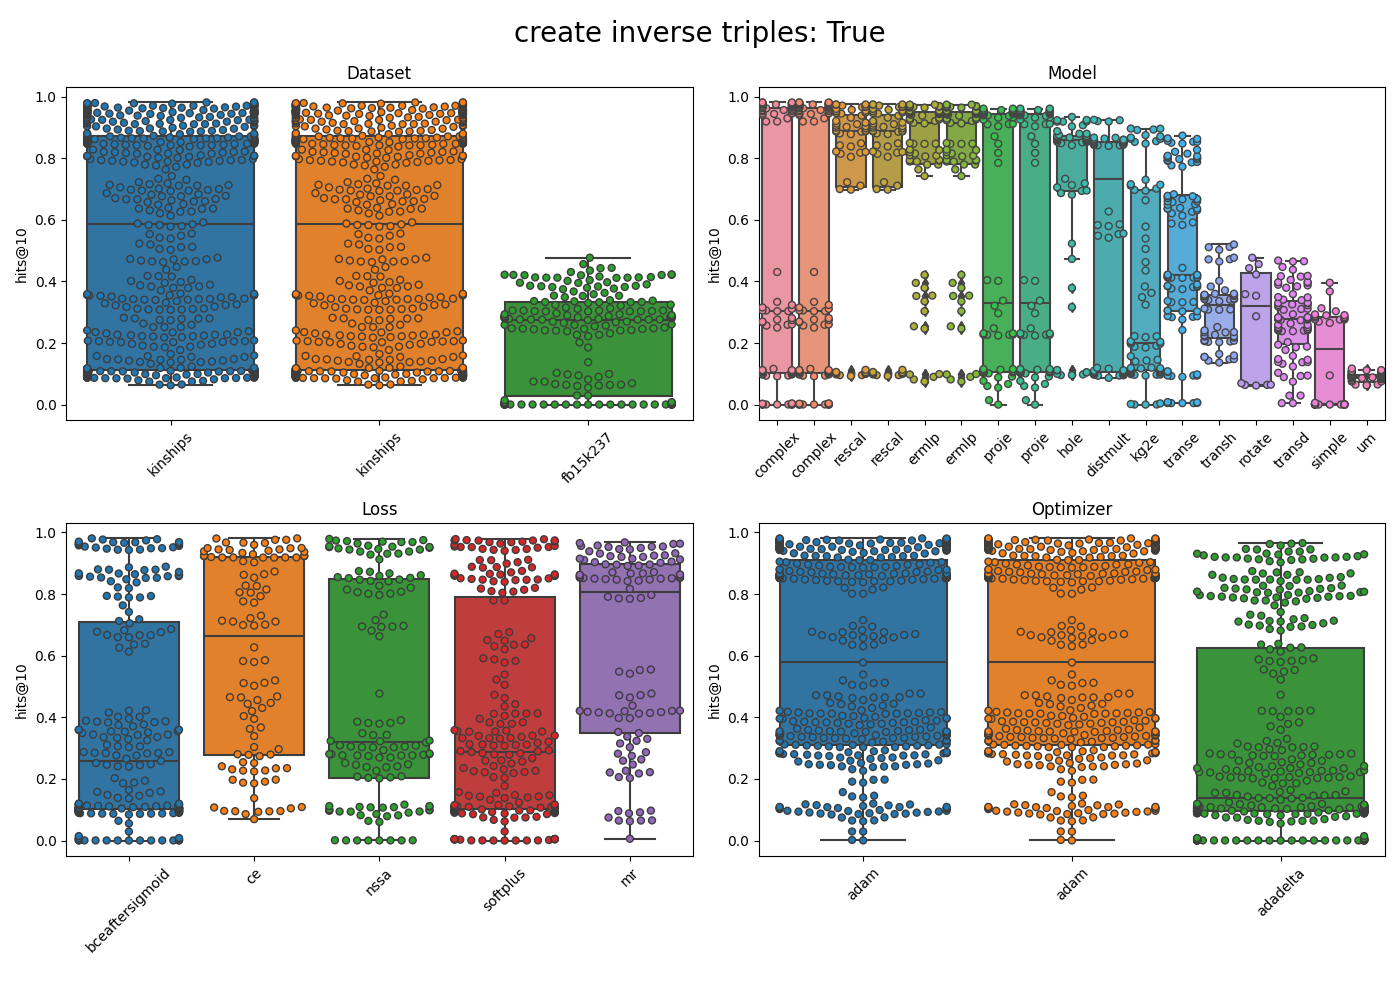 create inverse triples: True
Dataset
hits@10
1.0
0.8
0.6
0.4
0.2
0.0
kinships
kinships
fb15k237
Model
hits@10
1.0
0.8
0.6
0.4
0.2
0.0
complex
complex
rescal
rescal
ermlp
ermlp
proje
proje
hole
distmult
kg2e
transe
transh
rotate
transd
simple
um
Loss
hits@10
1.0
0.8
0.6
0.4
0.2
0.0
bceaftersigmoid
ce
nssa
softplus
mr
Optimizer
hits@10
1.0
0.8
0.6
0.4
0.2
0.0
adam
adam
adadelta